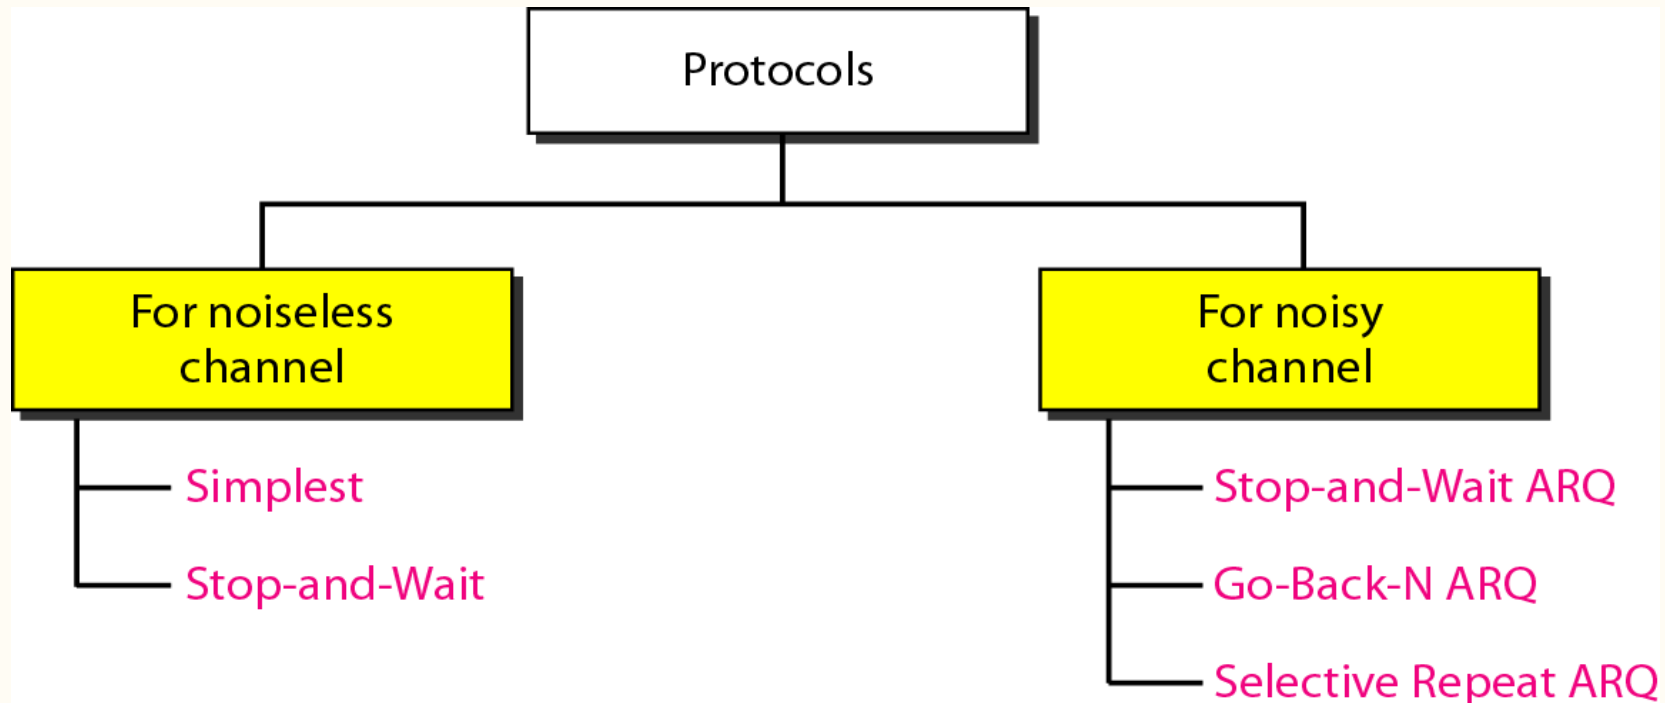 Protocols
For noiseless
channel
Simplest
Stop-and-Wait
For noisy
channel
Stop-and-Wait ARQ
Go-Back-N ARQ
Selective Repeat ARQ